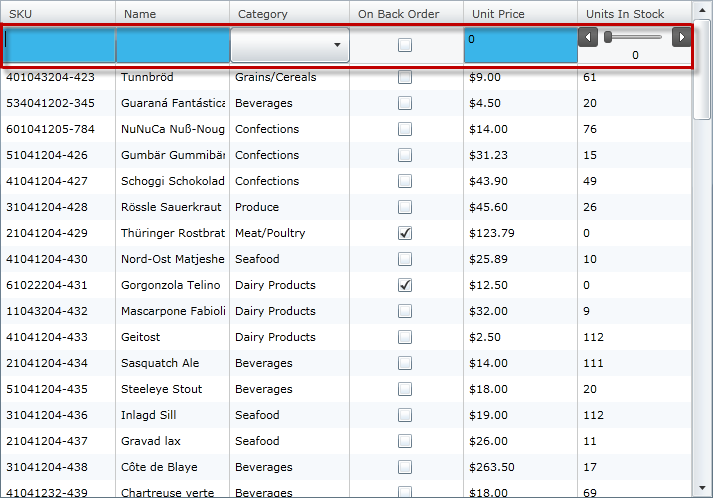 SKU Name Category On Back Order Unit Price Units In Stock
0
0
401043204-423 Tunnbröd Grains/Cereals $9.00 61
534041202-345 Guaraná Fantástica Beverages $4.50 20
601041205-784 NuNuCa Nuß-Noug Confections $14.00 76
51041204-426 Gumbär Gummibär Confections $31.23 15
41041204-427 Schoggi Schokolad Confections $43.90 49
31041204-428 Rössle Sauerkraut Produce $45.60 26
21041204-429 Thüringer Rostbrat Meat/Poultry $123.79 0
41041204-430 Nord-Ost Matjeshe Seafood $25.89 10
61022204-431 Gorgonzola Telino Dairy Products $12.50 0
11043204-432 Mascarpone Fabioli Dairy Products $32.00 9
41041204-433 Geitost Dairy Products $2.50 112
21041204-434 Sasquatch Ale Beverages $14.00 111
51041204-435 Steeleye Stout Beverages $18.00 20
31041204-436 Inlagd Sill Seafood $19.00 112
21041204-437 Gravad lax Seafood $26.00 11
31041204-438 Côte de Blaye Beverages $263.50 17
41041232-439 Chartreuse verte Beverages $18.00 69